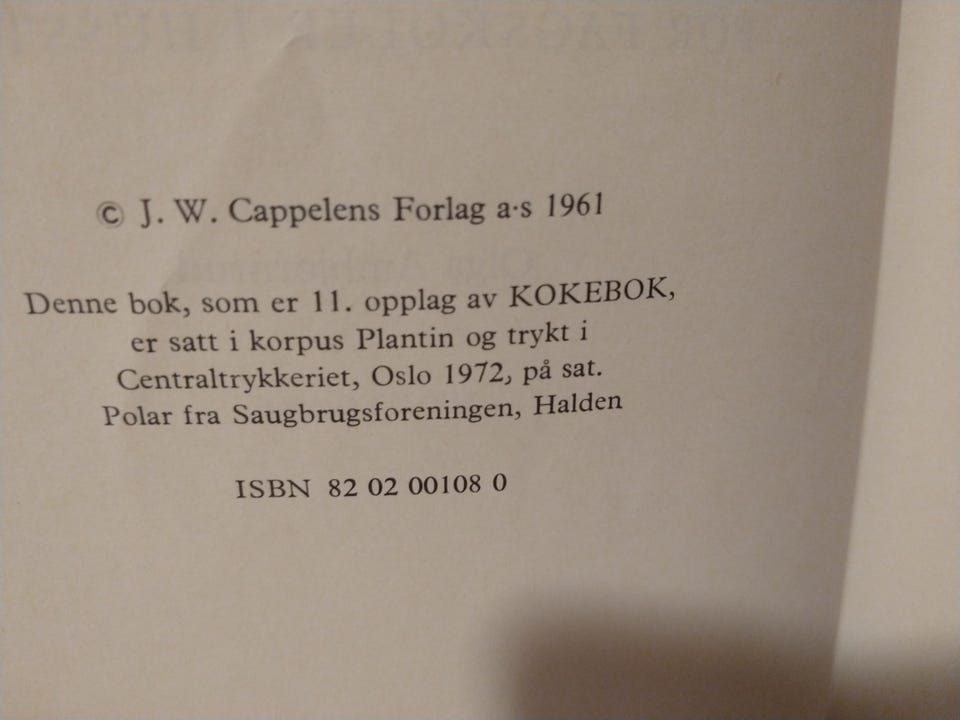 © J. W. Cappelens Forlag a·s 1961
Denne bok, som er 11. opplag av KOKEBOK,
er satt i korpus Plantin og trykt i
Centraltrykkeriet, Oslo 1972, på sat.
Polar fra Saugbrugsforeningen, Halden
ISBN 82 02 00108 0